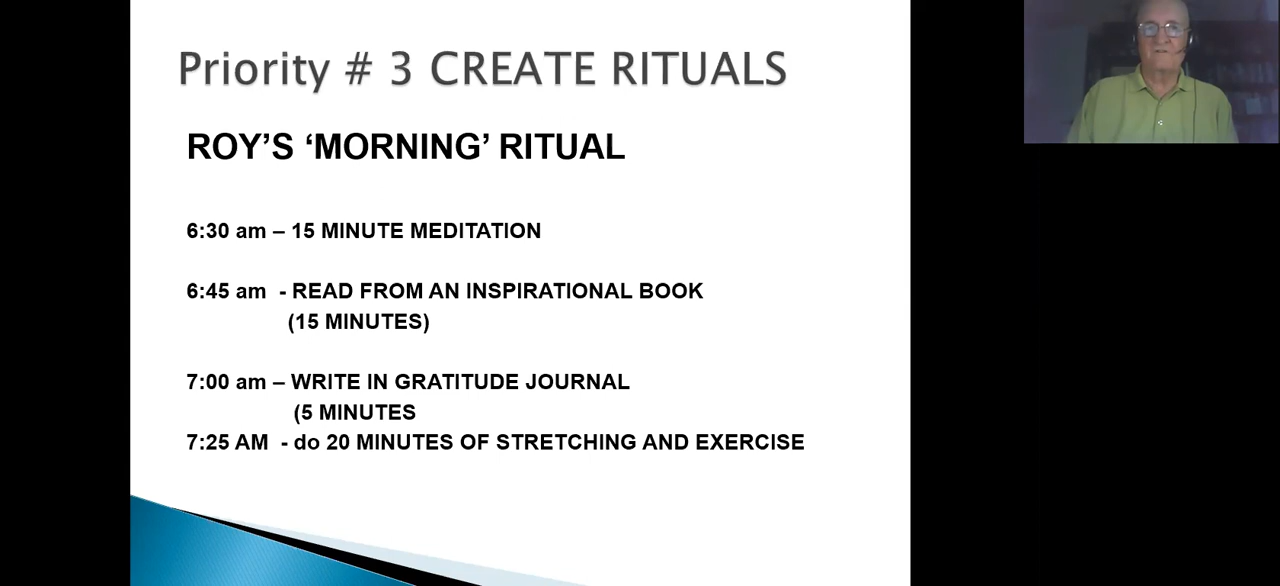 Priority # 3 CREATE RITUALS
ROY’S ‘MORNING’ RITUAL
6:30 am – 15 MINUTE MEDITATION
6:45 am  - READ FROM AN INSPIRATIONAL BOOK
(15 MINUTES)
7:00 am – WRITE IN GRATITUDE JOURNAL
(5 MINUTES
7:25 AM  - do 20 MINUTES OF STRETCHING AND EXERCISE